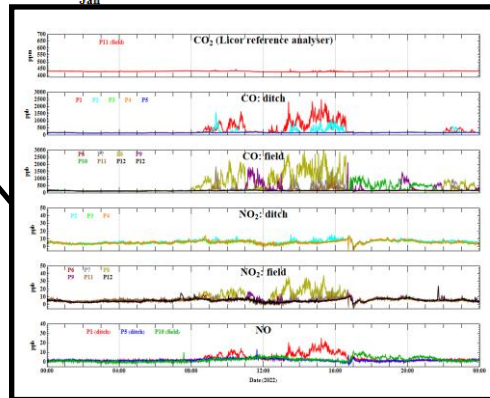 Jan
CO2 (Licor reference analyser)
P11 (field)
ppm
700
650
600
550
500
450
400
CO: ditch
P1 P2 P3 P4 P5
ppb
3000
2500
2000
1500
1000
500
0
CO: field
P6 P7 P8 P9
P10 P11 P12 P12
ppb
3000
2500
2000
1500
1000
500
0
NO2: ditch
P2 P3 P4
ppb
50
40
30
20
10
0
NO2: field
P6 P7 P8
P9 P11 P12
ppb
50
40
30
20
10
0
NO
P1 (ditch) P5 (ditch) P10 (field)
ppb
40
30
20
10
0
00:00 04:00 08:00 12:00 16:00 20:00 00:00
Date (2022)